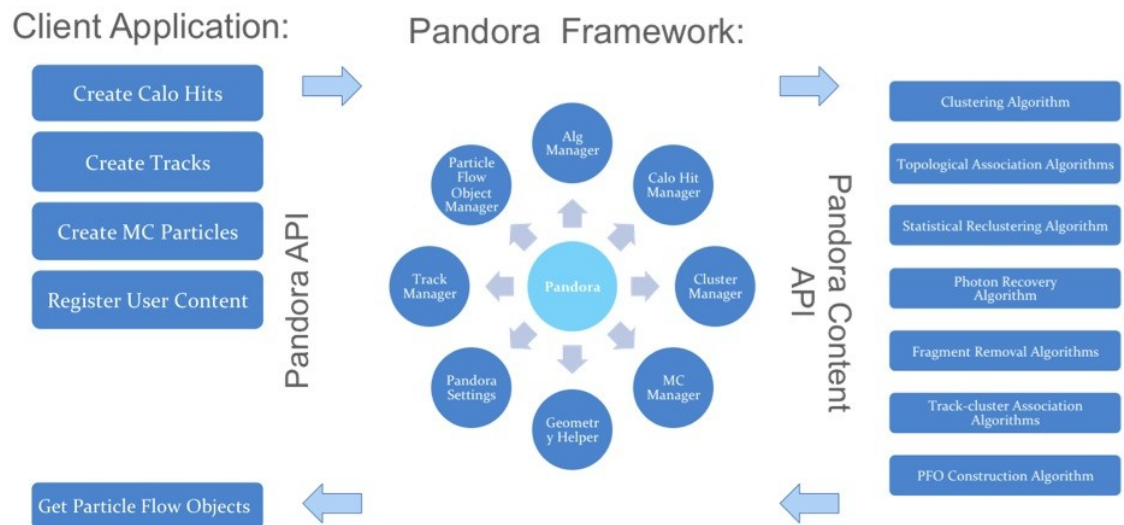 Client Application:
Pandora Framework:
Create Calo Hits
Create Tracks
Create MC Particles
Register User Content
Get Particle Flow Objects
Pandora API
Alg
Manager
Particle
Flow
Object
Manager
Calo Hit
Manager
Track
Manager
Pandora
Cluster
Manager
Pandora
Settings
MC
Manager
Geometr
y Helper
Pandora Content
API
Clustering Algorithm
Topological Association Algorithms
Statistical Reclustering Algorithm
Photon Recovery
Algorithm
Fragment Removal Algorithms
Track-cluster Association
Algorithms
PFO Construction Algorithm